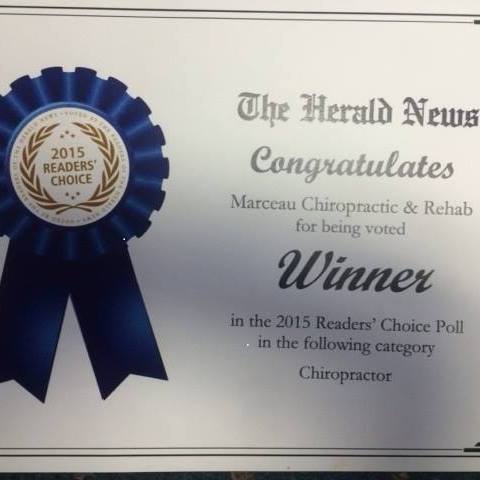 2015
READERS'
CHOICE
The Herald News
Congratulates
Marceau Chiropractic & Rehab
for being voted
Winner
in the 2015 Readers' Choice Poll
in the following category
Chiropractor